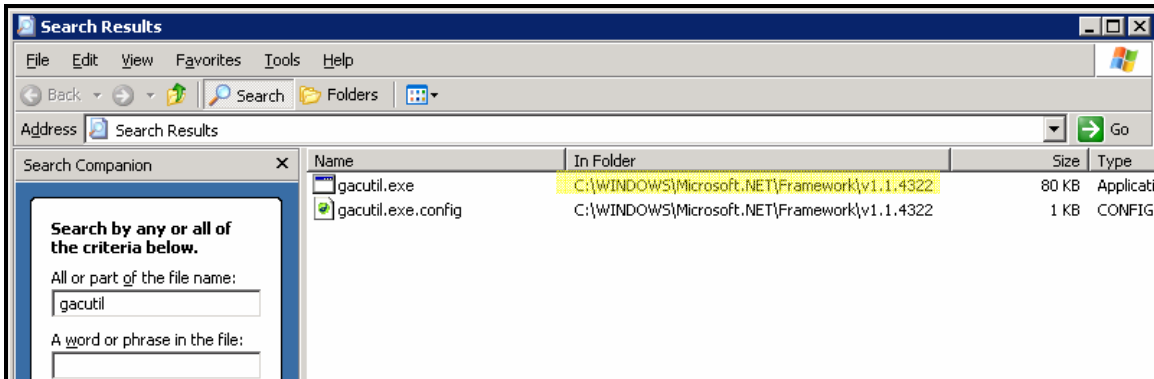 Search Results
File Edit View Favorites Tools Help
Back Search Folders
Address Search Results Go
Search Companion Name In Folder Size Type
gacutil.exe C:\WINDOWS\Microsoft.NET\Framework\v1.1.4322 80 KB Applicati
gacutil.exe.config C:\WINDOWS\Microsoft.NET\Framework\v1.1.4322 1 KB CONFIG
Search by any or all of
the criteria below.
All or part of the file name:
gacutil
A word or phrase in the file: